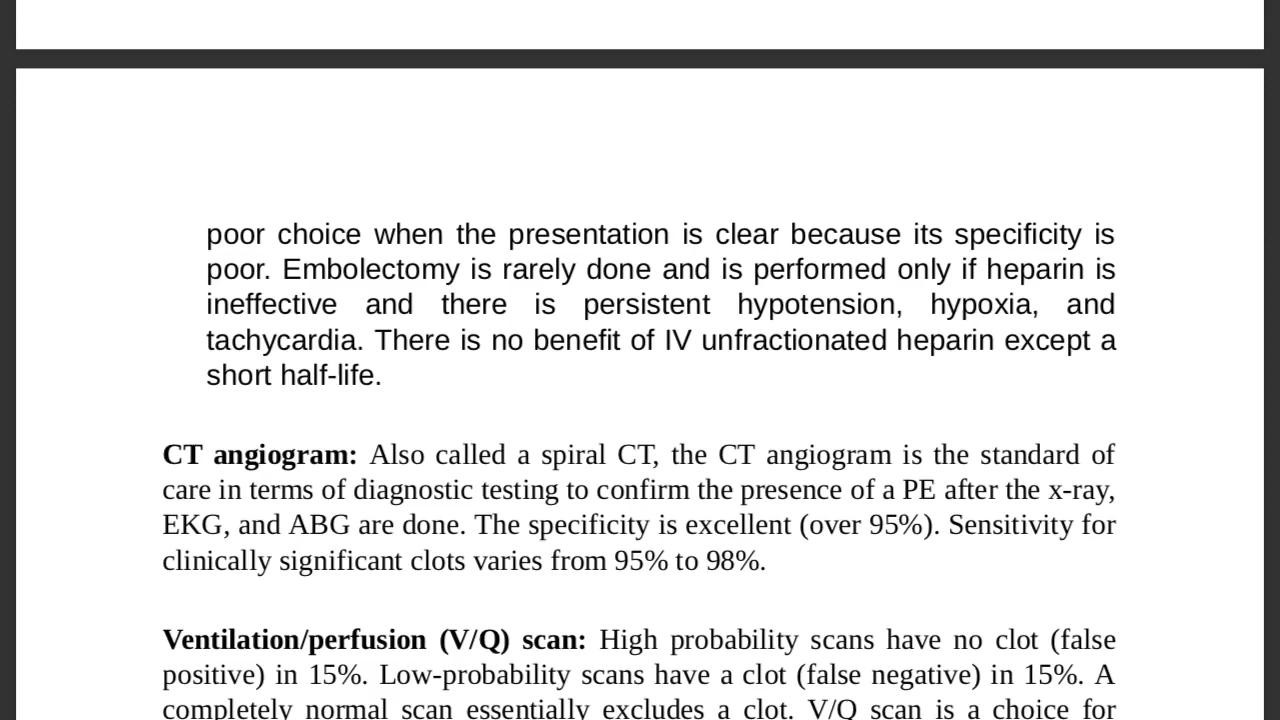 poor choice when the presentation is clear because its specificity is
poor. Embolectomy is rarely done and is performed only if heparin is
ineffective and there is persistent hypotension, hypoxia, and
tachycardia. There is no benefit of IV unfractionated heparin except a
short half-life.
CT angiogram: Also called a spiral CT, the CT angiogram is the standard of
care in terms of diagnostic testing to confirm the presence of a PE after the x-ray,
EKG, and ABG are done. The specificity is excellent (over 95%). Sensitivity for
clinically significant clots varies from 95% to 98%.
Ventilation/perfusion (V/Q) scan: High probability scans have no clot (false
positive) in 15%. Low-probability scans have a clot (false negative) in 15%. A
completely normal scan essentially excludes a clot. V/Q scan is a choice for